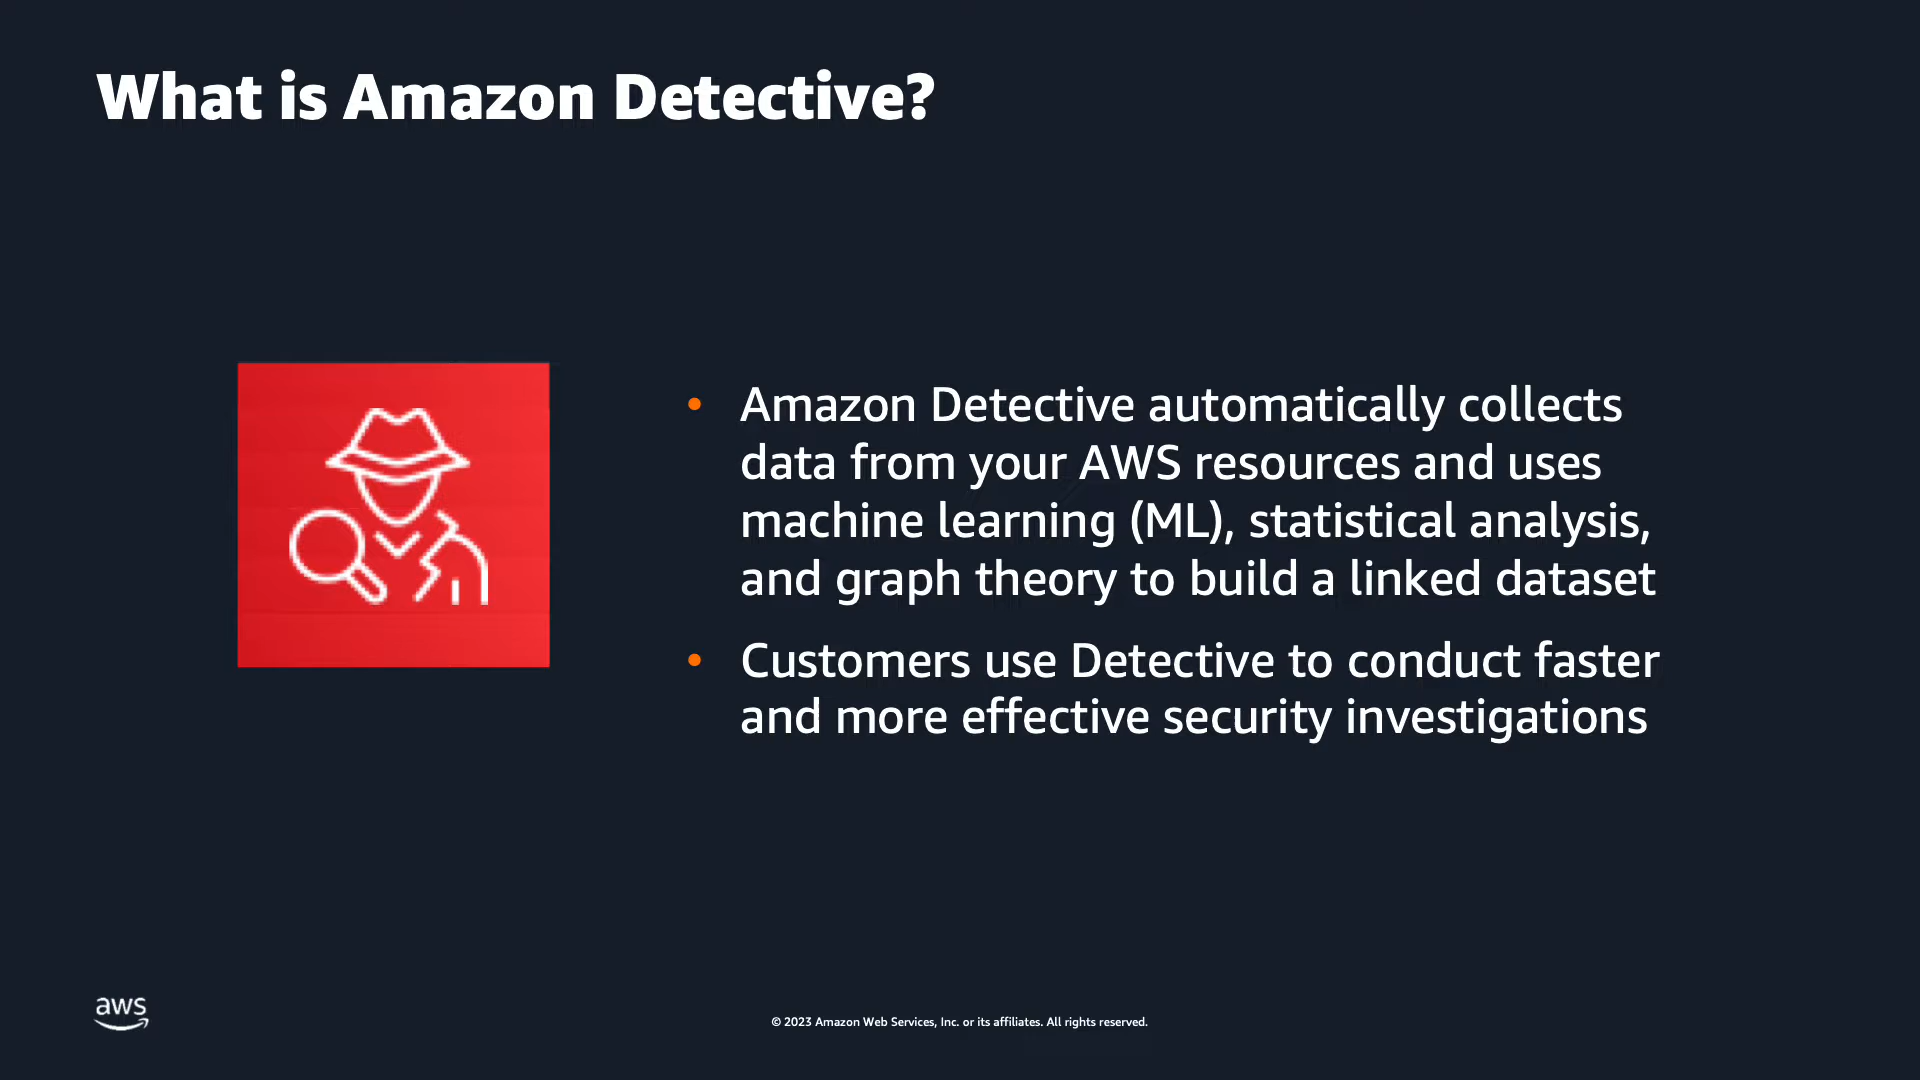 What is Amazon Detective?
• Amazon Detective automatically collects
data from your AWS resources and uses
machine learning (ML), statistical analysis,
and graph theory to build a linked dataset
• Customers use Detective to conduct faster
and more effective security investigations
aws
© 2023 Amazon Web Services, Inc. or its affiliates. All rights reserved.